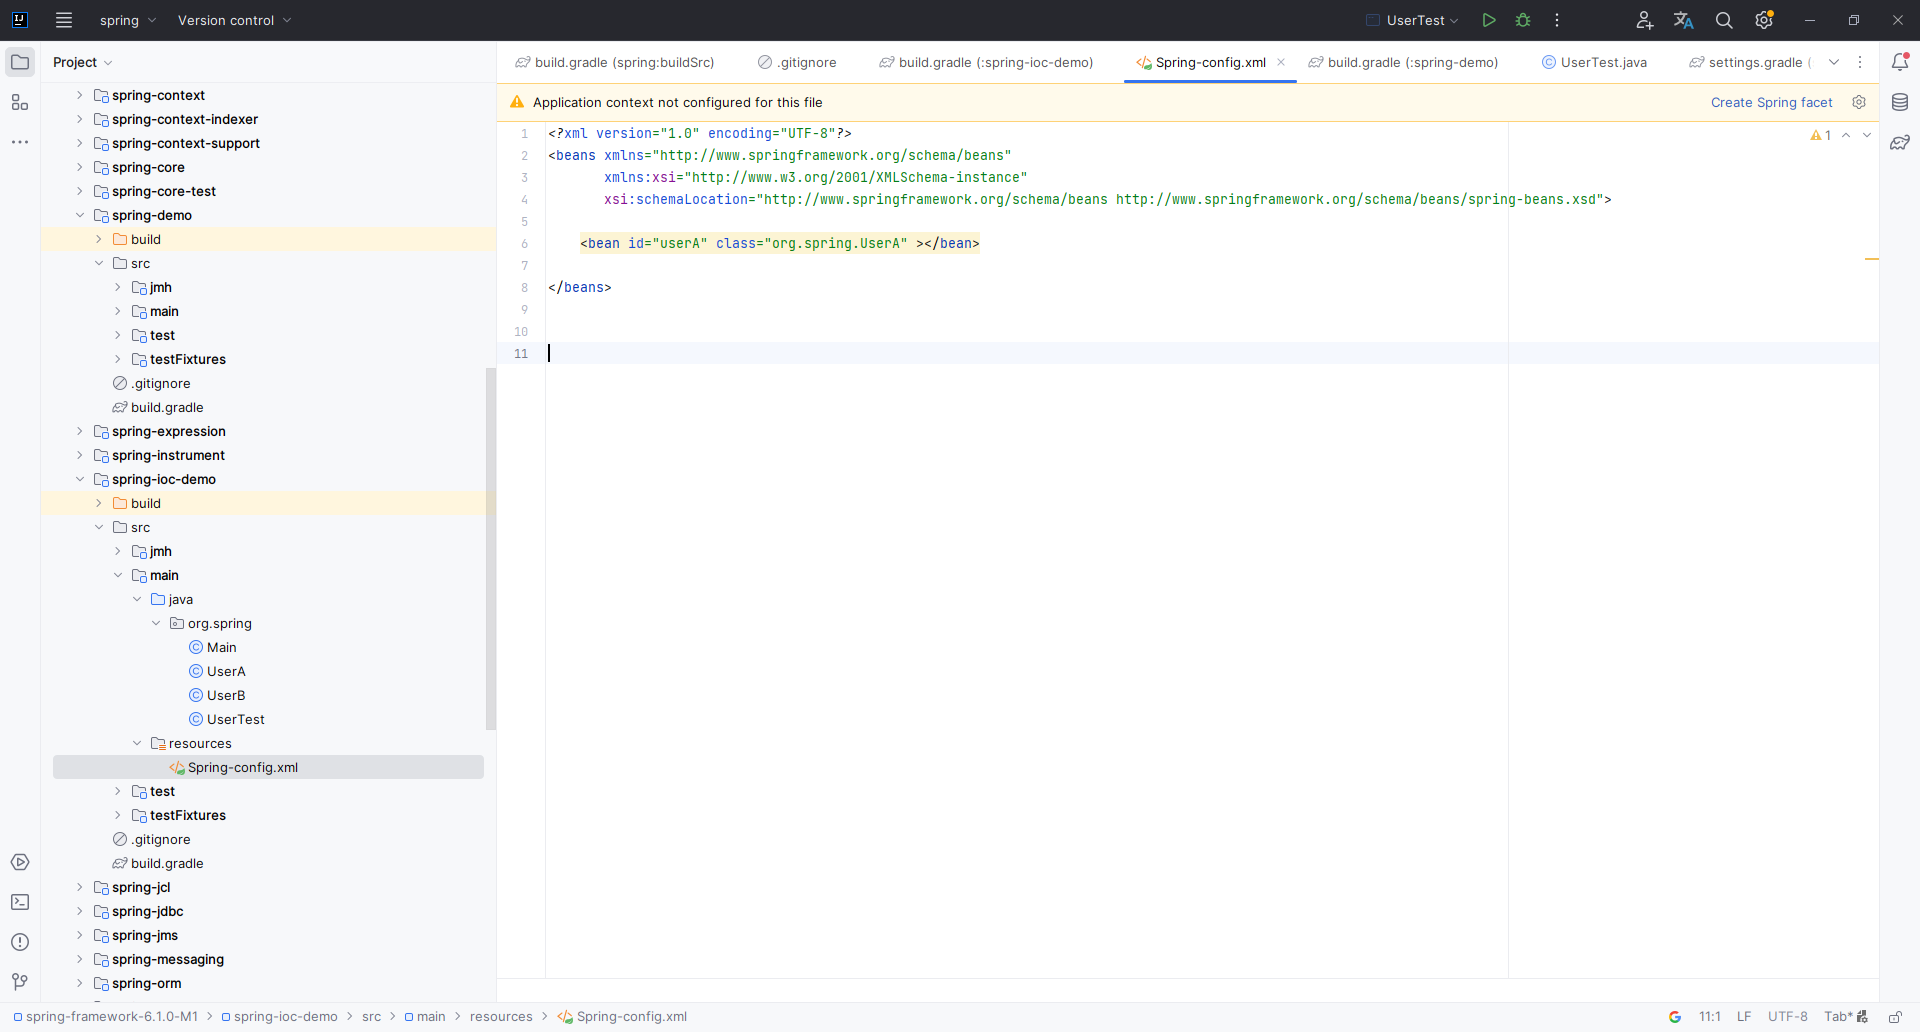 spring
Version control
UserTest
Project
build.gradle (spring:buildSrc)
.gitignore
build.gradle (:spring-ioc-demo)
Spring-config.xml
build.gradle (:spring-demo)
UserTest.java
settings.gradle (
Application context not configured for this file
Create Spring facet
spring-context
spring-context-indexer
spring-context-support
spring-core
spring-core-test
spring-demo
build
src
jmh
main
test
testFixtures
.gitignore
build.gradle
spring-expression
spring-instrument
spring-ioc-demo
build
src
jmh
main
java
org.spring
Main
UserA
UserB
UserTest
resources
Spring-config.xml
test
testFixtures
.gitignore
build.gradle
spring-jcl
spring-jdbc
spring-jms
spring-messaging
spring-orm
1 <?xml version="1.0" encoding="UTF-8"?>
2 <beans xmlns="http://www.springframework.org/schema/beans"
3 xmlns:xsi="http://www.w3.org/2001/XMLSchema-instance"
4 xsi:schemaLocation="http://www.springframework.org/schema/beans http://www.springframework.org/schema/beans/spring-beans.xsd">
5
6 <bean id="userA" class="org.spring.UserA" ></bean>
7
8 </beans>
9
10
11
1
spring-framework-6.1.0-M1 > spring-ioc-demo > src > main > resources > Spring-config.xml
11:1
LF
UTF-8
Tab*